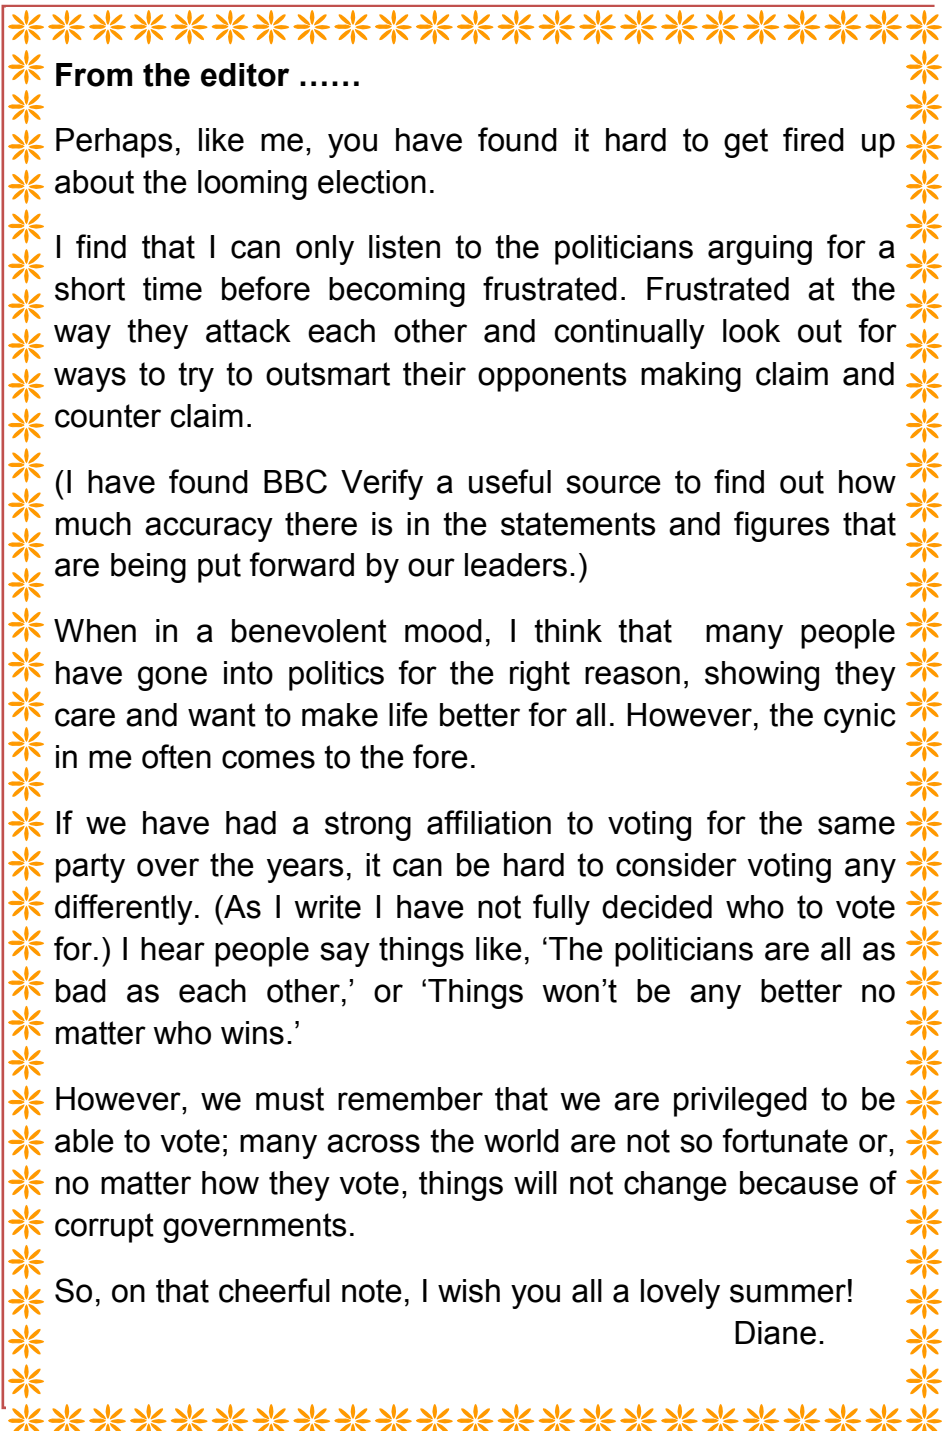 From the editor ……
Perhaps, like me, you have found it hard to get fired up
about the looming election.
I find that I can only listen to the politicians arguing for a
short time before becoming frustrated. Frustrated at the
way they attack each other and continually look out for
ways to try to outsmart their opponents making claim and
counter claim.
(I have found BBC Verify a useful source to find out how
much accuracy there is in the statements and figures that
are being put forward by our leaders.)
When in a benevolent mood, I think that  many people
have gone into politics for the right reason, showing they
care and want to make life better for all. However, the cynic
in me often comes to the fore.
If we have had a strong affiliation to voting for the same
party over the years, it can be hard to consider voting any
differently. (As I write I have not fully decided who to vote
for.) I hear people say things like, ‘The politicians are all as
bad as each other,’ or ‘Things won’t be any better no
matter who wins.’
However, we must remember that we are privileged to be
able to vote; many across the world are not so fortunate or,
no matter how they vote, things will not change because of
corrupt governments.
So, on that cheerful note, I wish you all a lovely summer!
Diane.